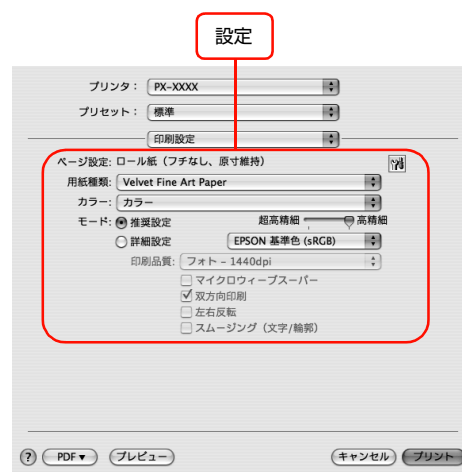 設定
プリンタ： PX-XXXX
プリセット： 標準
印刷設定
ページ設定: ロール紙（フチなし、原寸維持）
用紙種類: Velvet Fine Art Paper
カラー: カラー
モード: 推奨設定 超高精細 高精細
詳細設定 EPSON 基準色 (sRGB)
印刷品質: フォト – 1440dpi
マイクロウィーブスーパー
双方向印刷
左右反転
スムージング（文字/輪郭）
? PDF▼ プレビュー キャンセル プリント